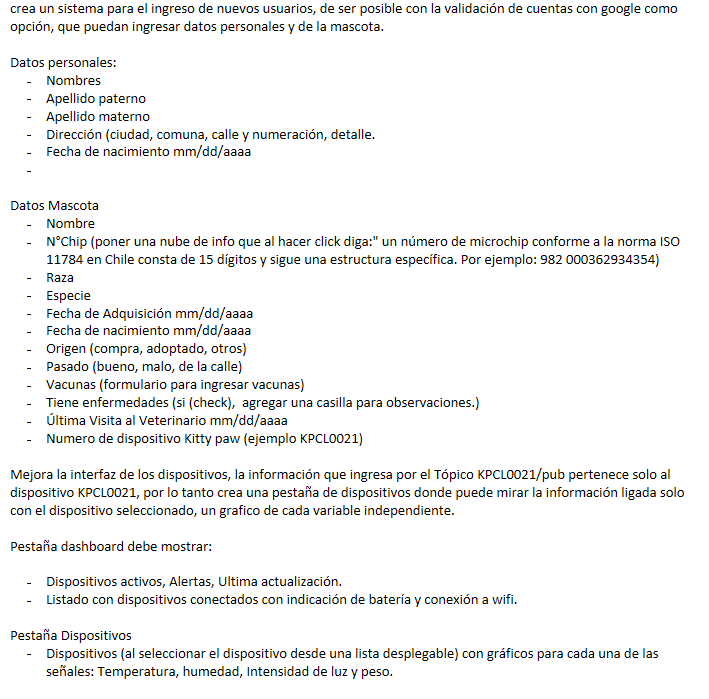 crea un sistema para el ingreso de nuevos usuarios, de ser posible con la validación de cuentas con google como
opción, que puedan ingresar datos personales y de la mascota.
Datos personales:
- Nombres
- Apellido paterno
- Apellido materno
- Dirección (ciudad, comuna, calle y numeración, detalle.
- Fecha de nacimiento mm/dd/aaaa
-
Datos Mascota
- Nombre
- N°Chip (poner una nube de info que al hacer click diga:" un número de microchip conforme a la norma ISO
11784 en Chile consta de 15 dígitos y sigue una estructura específica. Por ejemplo: 982 000362934354)
- Raza
- Especie
- Fecha de Adquisición mm/dd/aaaa
- Fecha de nacimiento mm/dd/aaaa
- Origen (compra, adoptado, otros)
- Pasado (bueno, malo, de la calle)
- Vacunas (formulario para ingresar vacunas)
- Tiene enfermedades (si (check),  agregar una casilla para observaciones.)
- Última Visita al Veterinario mm/dd/aaaa
- Numero de dispositivo Kitty paw (ejemplo KPCL0021)
Mejora la interfaz de los dispositivos, la información que ingresa por el Tópico KPCL0021/pub pertenece solo al
dispositivo KPCL0021, por lo tanto crea una pestaña de dispositivos donde puede mirar la información ligada solo
con el dispositivo seleccionado, un grafico de cada variable independiente.
Pestaña dashboard debe mostrar:
- Dispositivos activos, Alertas, Ultima actualización.
- Listado con dispositivos conectados con indicación de batería y conexión a wifi.
Pestaña Dispositivos
- Dispositivos (al seleccionar el dispositivo desde una lista desplegable) con gráficos para cada una de las
señales: Temperatura, humedad, Intensidad de luz y peso.